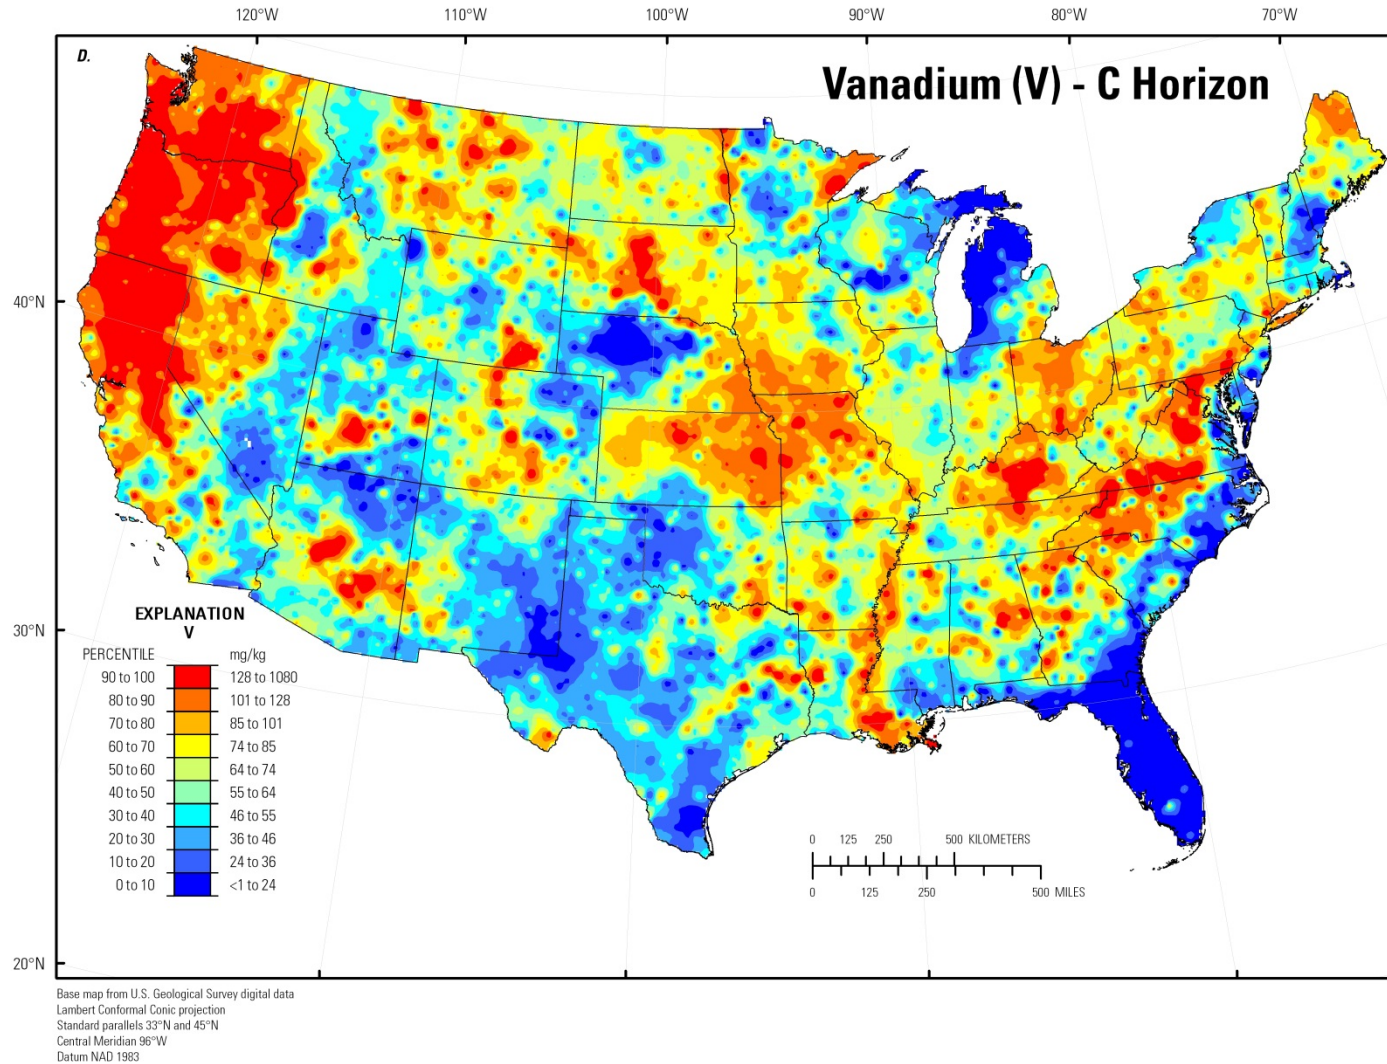 120°W 110°W 100°W 90°W 80°W 70°W
D.
Vanadium (V) - C Horizon
40°N
30°N
20°N
EXPLANATION
V
PERCENTILE mg/kg
90 to 100 128 to 1080
80 to 90 101 to 128
70 to 80 85 to 101
60 to 70 74 to 85
50 to 60 64 to 74
40 to 50 55 to 64
30 to 40 46 to 55
20 to 30 36 to 46
10 to 20 24 to 36
0 to 10 <1 to 24
0 125 250 500 KILOMETERS
0 125 250 500 MILES
Base map from U.S. Geological Survey digital data
Lambert Conformal Conic projection
Standard parallels 33°N and 45°N
Central Meridian 96°W
Datum NAD 1983